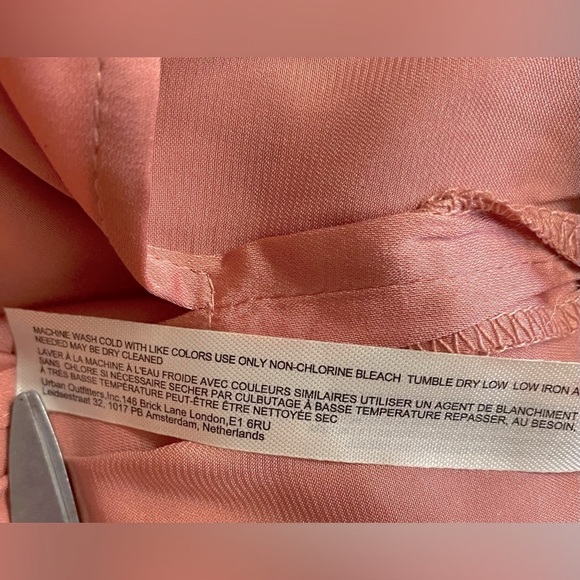 MACHINE WASH COLD WITH LIKE COLORS USE ONLY NON-CHLORINE BLEACH TUMBLE DRY LOW LOW IRON A
NEEDED MAY BE DRY CLEANED
LAVER À LA MACHINE À L'EAU FROIDE AVEC COULEURS SIMILAIRES UTILISER UN AGENT DE BLANCHIMENT
SANS CHLORE SI NÉCESSAIRE SECHER PAR CULBUTAGE À BASSE TEMPERATURE REPASSER, AU BESOIN,
À TRÈS BASSE TEMPÉRATURE PEUT-ÊTRE ÊTRE NETTOYÉE SEC
Urban Outfitters,Inc.146 Brick Lane London,E1 6RU
Leidsestraat 32, 1017 PB Amsterdam, Netherlands